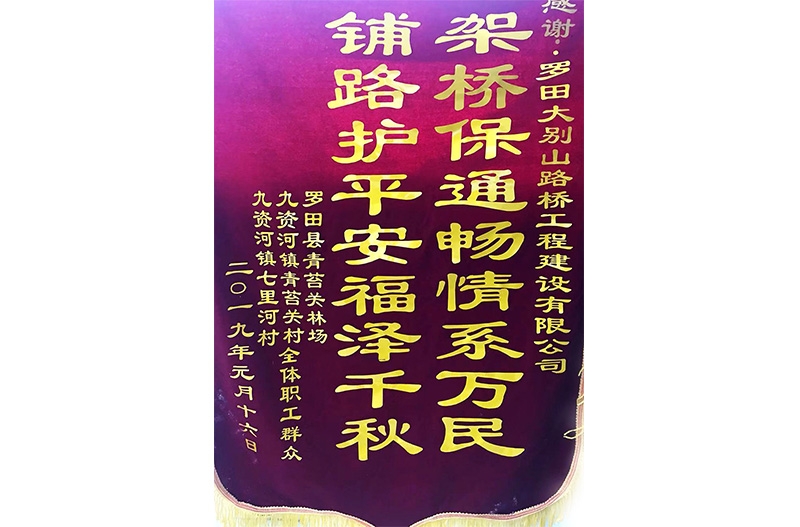 感谢：罗田大别山路桥工程建设有限公司
架桥保通畅情系万民
铺路护平安福泽千秋
罗田县青苔关林场
九资河镇青苔关村全体职工群众
九资河镇七里河村
二〇一九年元月十六日